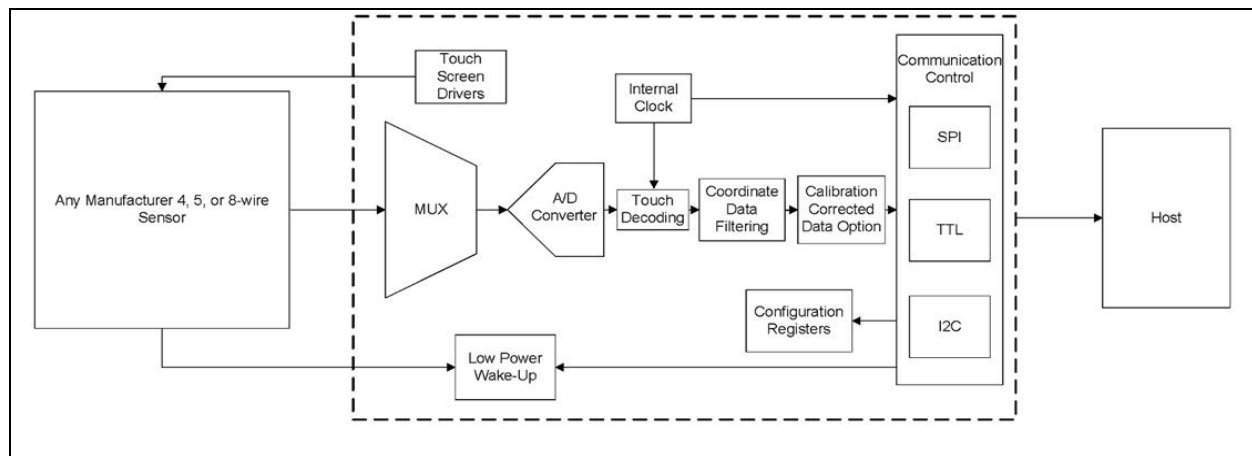 Touch
Screen
Drivers
Communication
Control
Internal
Clock
SPI
Any Manufacturer 4, 5, or 8-wire
Sensor
MUX
A/D
Converter
Touch
Decoding
Coordinate
Data
Filtering
Calibration
Corrected
Data Option
TTL
Host
Configuration
Registers
I2C
Low Power
Wake-Up